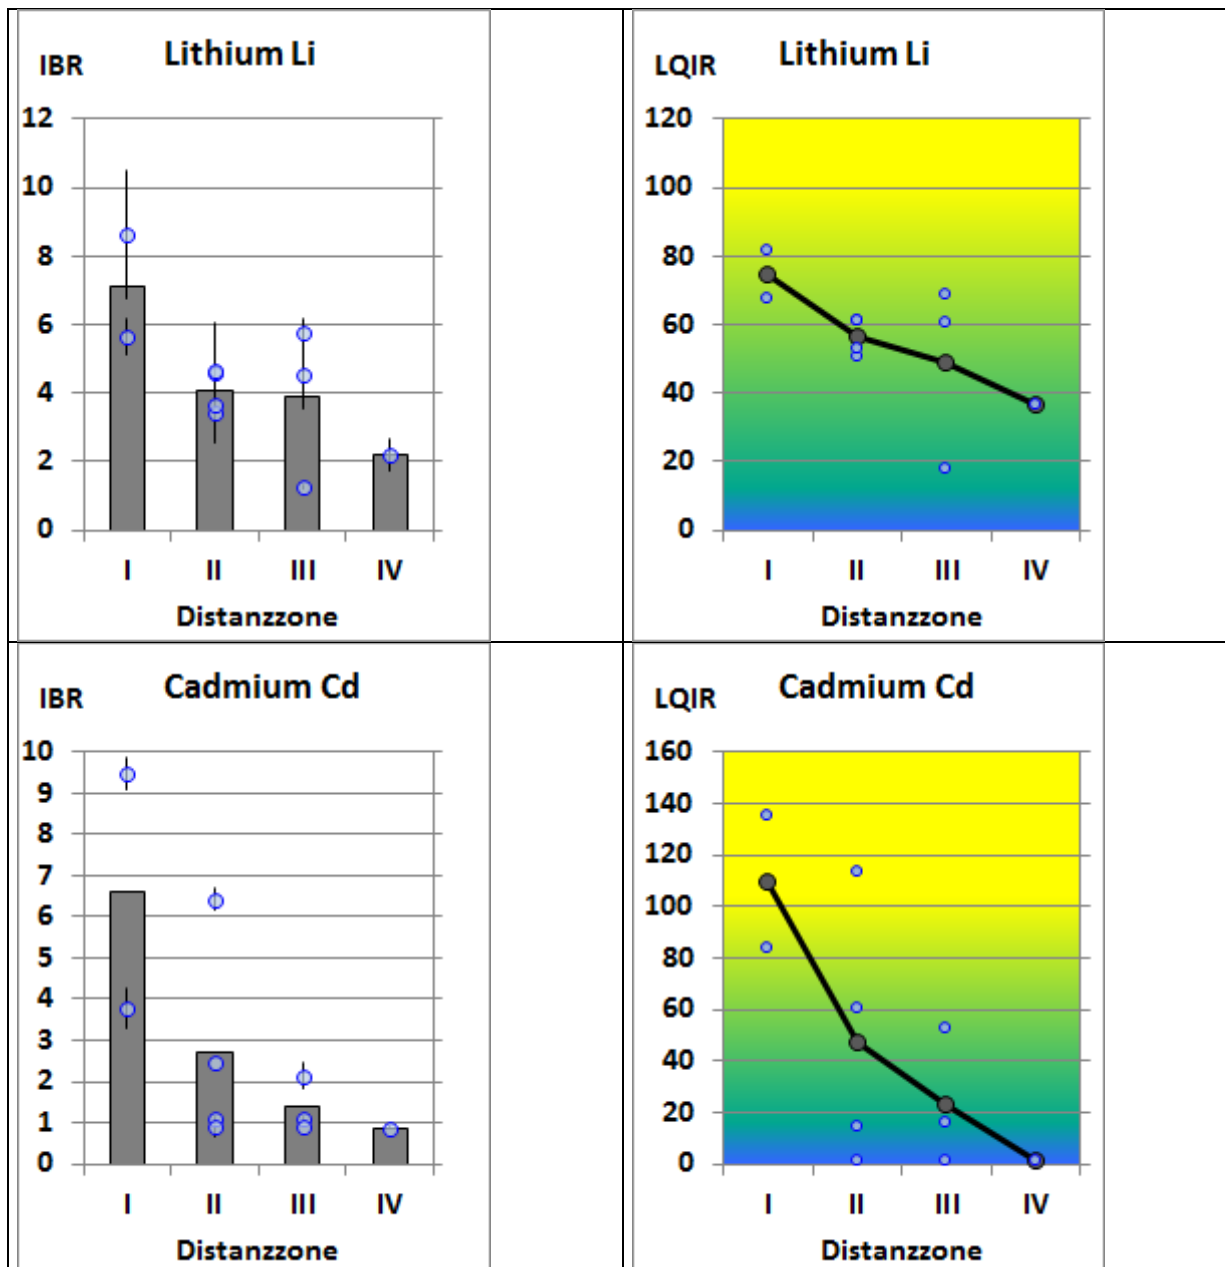 Lithium Li
IBR
12
10
8
6
4
2
0
I II III IV
Distanzzone
Lithium Li
LQIR
120
100
80
60
40
20
0
I II III IV
Distanzzone
Cadmium Cd
IBR
10
9
8
7
6
5
4
3
2
1
0
I II III IV
Distanzzone
Cadmium Cd
LQIR
160
140
120
100
80
60
40
20
0
I II III IV
Distanzzone